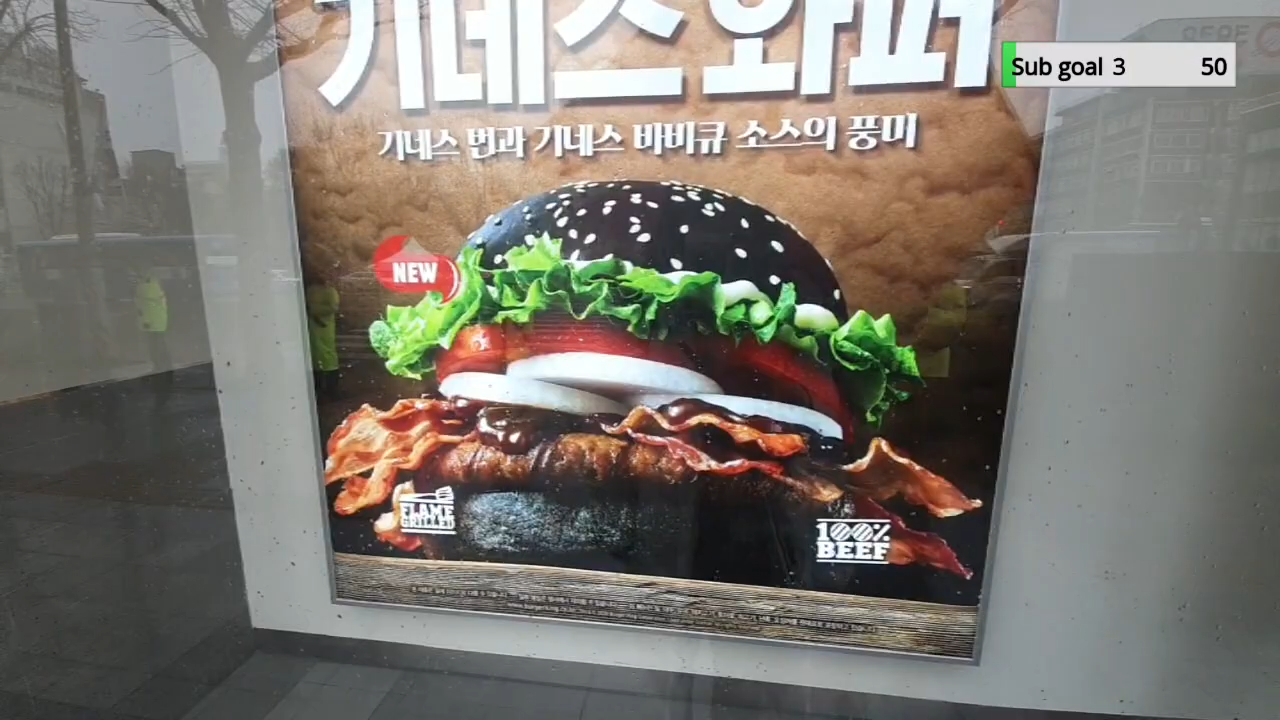 기네스 와퍼
Sub goal 3 50
기네스 번과 기네스 바비큐 소스의 풍미
NEW
FLAME
GRILLED
100%
BEEF